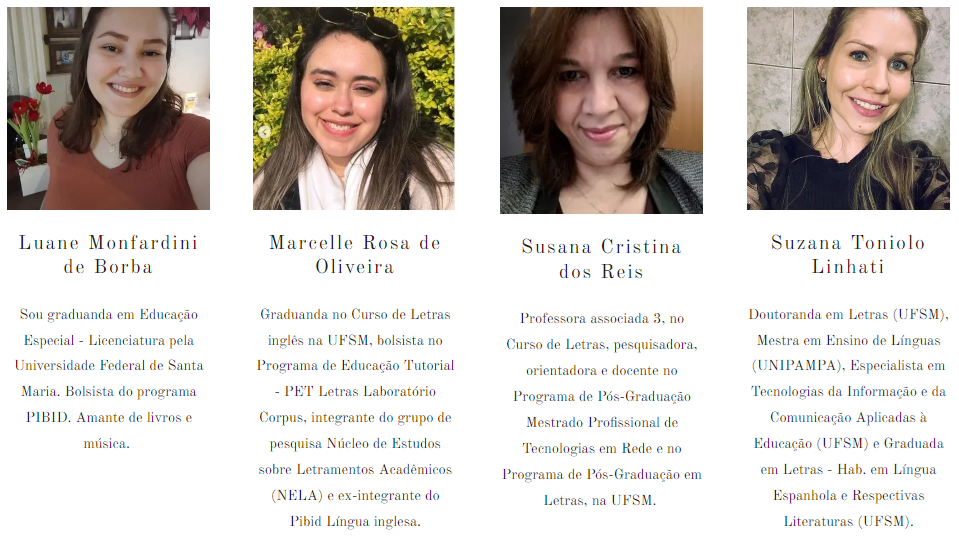 Luane Monfardini
de Borba
Sou graduanda em Educação
Especial - Licenciatura pela
Universidade Federal de Santa
Maria. Bolsista do programa
PIBID. Amante de livros e
música.
Marcelle Rosa de
Oliveira
Graduanda no Curso de Letras
inglês na UFSM, bolsista no
Programa de Educação Tutorial
- PET Letras Laboratório
Corpus, integrante do grupo de
pesquisa Núcleo de Estudos
sobre Letramentos Acadêmicos
(NELA) e ex-integrante do
Pibid Língua inglesa.
Susana Cristina
dos Reis
Professora associada 3, no
Curso de Letras, pesquisadora,
orientadora e docente no
Programa de Pós-Graduação
Mestrado Profissional de
Tecnologias em Rede e no
Programa de Pós-Graduação em
Letras, na UFSM.
Suzana Toniolo
Linhati
Doutoranda em Letras (UFSM),
Mestra em Ensino de Línguas
(UNIPAMPA), Especialista em
Tecnologias da Informação e da
Comunicação Aplicadas à
Educação (UFSM) e Graduada
em Letras - Hab. em Língua
Espanhola e Respectivas
Literaturas (UFSM).